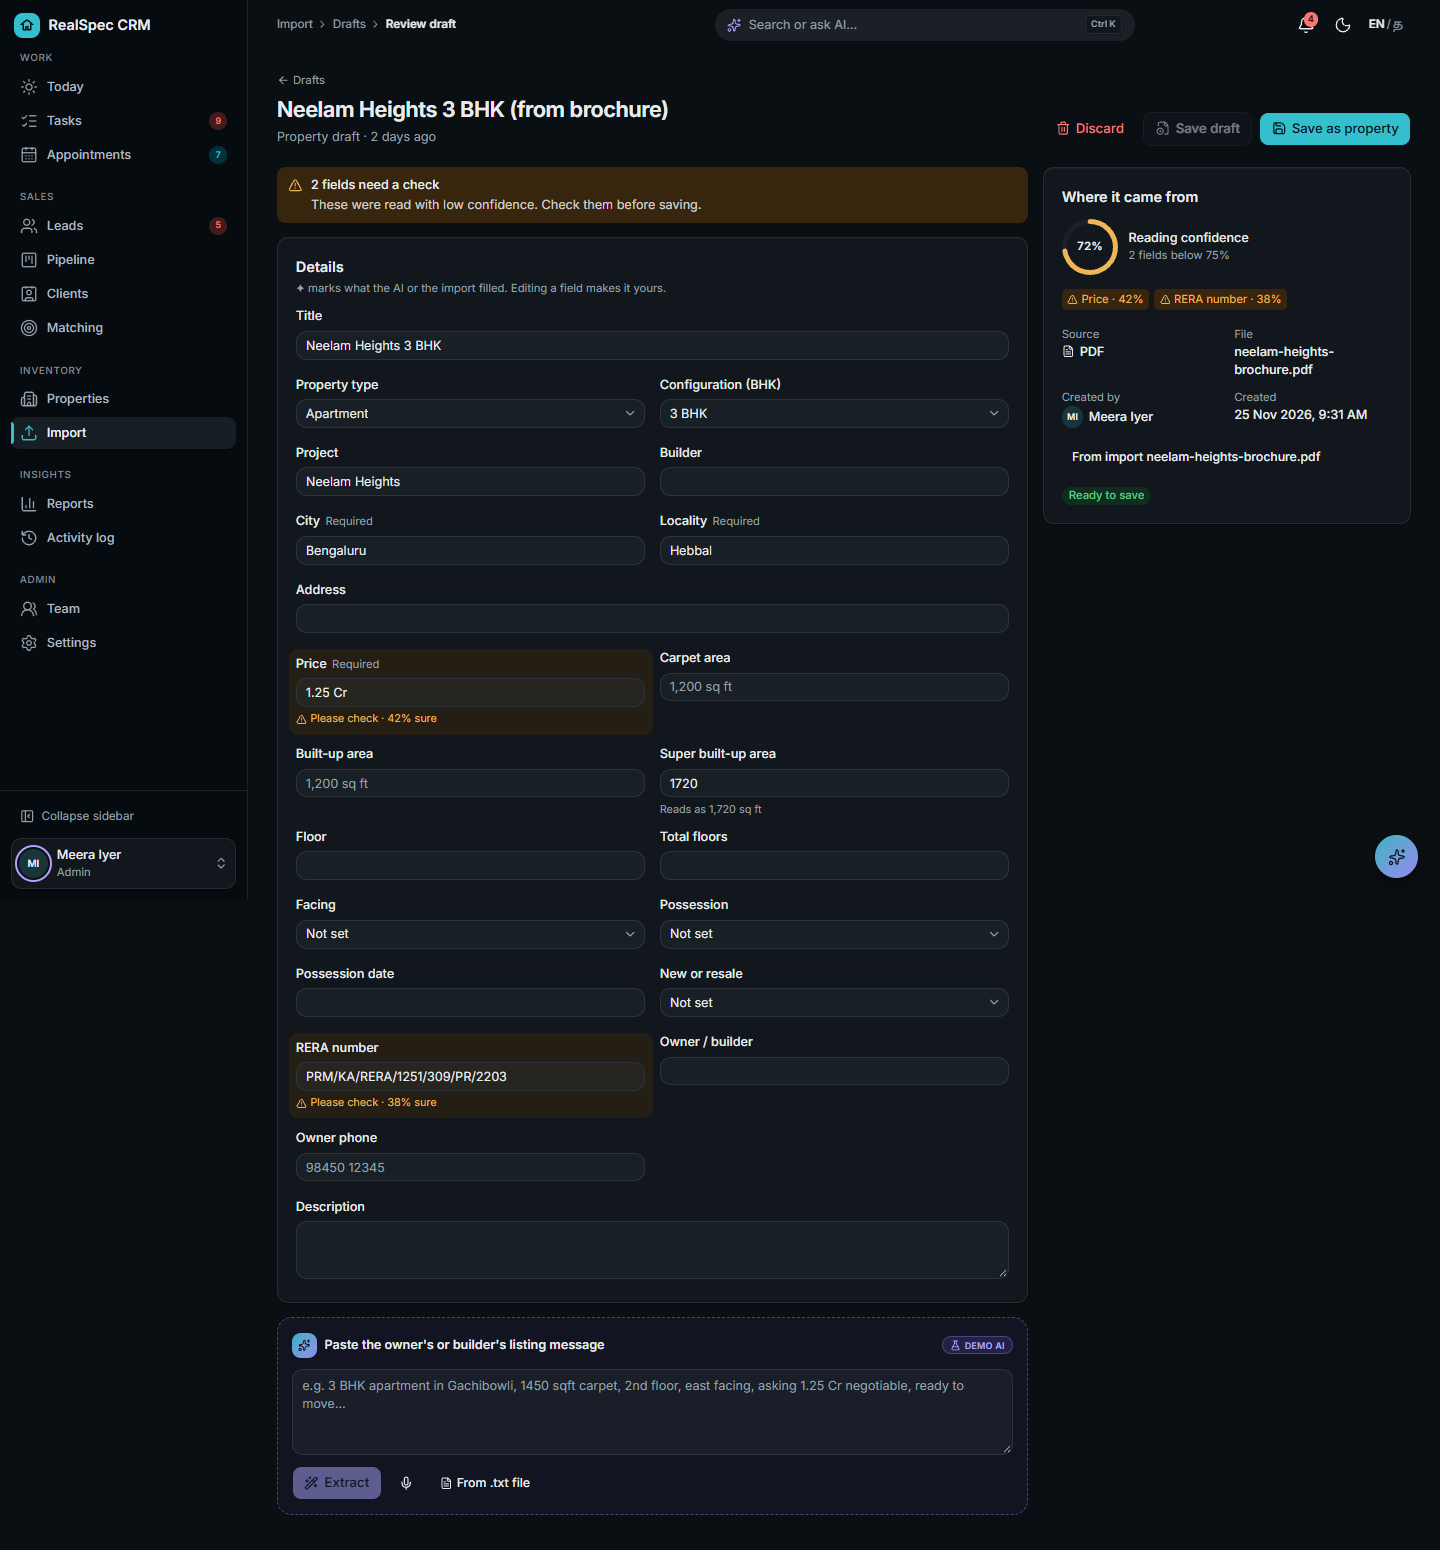 RealSpec CRM
WORK
Today
Tasks 9
Appointments 7
SALES
Leads 5
Pipeline
Clients
Matching
INVENTORY
Properties
Import
INSIGHTS
Reports
Activity log
ADMIN
Team
Settings
Collapse sidebar
MI Meera Iyer
Admin
Import > Drafts > Review draft
Search or ask AI... Ctrl K
4
EN / த
← Drafts
Neelam Heights 3 BHK (from brochure)
Property draft · 2 days ago
Discard Save draft Save as property
2 fields need a check
These were read with low confidence. Check them before saving.
Details
✦ marks what the AI or the import filled. Editing a field makes it yours.
Title
Neelam Heights 3 BHK
Property type Configuration (BHK)
Apartment 3 BHK
Project Builder
Neelam Heights
City Required Locality Required
Bengaluru Hebbal
Address
Price Required Carpet area
1.25 Cr 1,200 sq ft
Please check · 42% sure
Built-up area Super built-up area
1,200 sq ft 1720
Reads as 1,720 sq ft
Floor Total floors
Facing Possession
Not set Not set
Possession date New or resale
Not set
RERA number Owner / builder
PRM/KA/RERA/1251/309/PR/2203
Please check · 38% sure
Owner phone
98450 12345
Description
Paste the owner's or builder's listing message DEMO AI
e.g. 3 BHK apartment in Gachibowli, 1450 sqft carpet, 2nd floor, east facing, asking 1.25 Cr negotiable, ready to
move...
Extract From .txt file
Where it came from
72% Reading confidence
2 fields below 75%
Price · 42% RERA number · 38%
Source File
PDF neelam-heights-
brochure.pdf
Created by Created
MI Meera Iyer 25 Nov 2026, 9:31 AM
From import neelam-heights-brochure.pdf
Ready to save